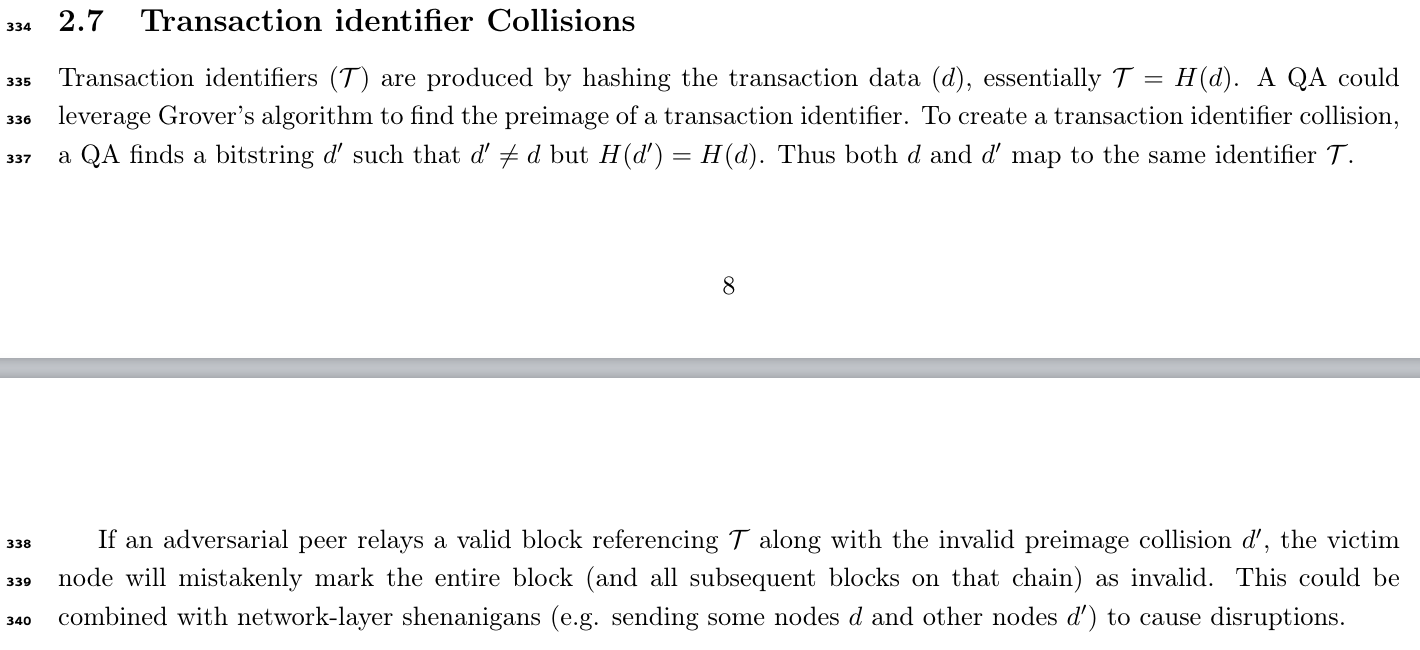 334 2.7 Transaction identifier Collisions
335 Transaction identifiers (𝒯) are produced by hashing the transaction data (d), essentially 𝒯 = H(d). A QA could
336 leverage Grover's algorithm to find the preimage of a transaction identifier. To create a transaction identifier collision,
337 a QA finds a bitstring d′ such that d′ ≠ d but H(d′) = H(d). Thus both d and d′ map to the same identifier 𝒯.
8
338 If an adversarial peer relays a valid block referencing 𝒯 along with the invalid preimage collision d′, the victim
339 node will mistakenly mark the entire block (and all subsequent blocks on that chain) as invalid. This could be
340 combined with network-layer shenanigans (e.g. sending some nodes d and other nodes d′) to cause disruptions.